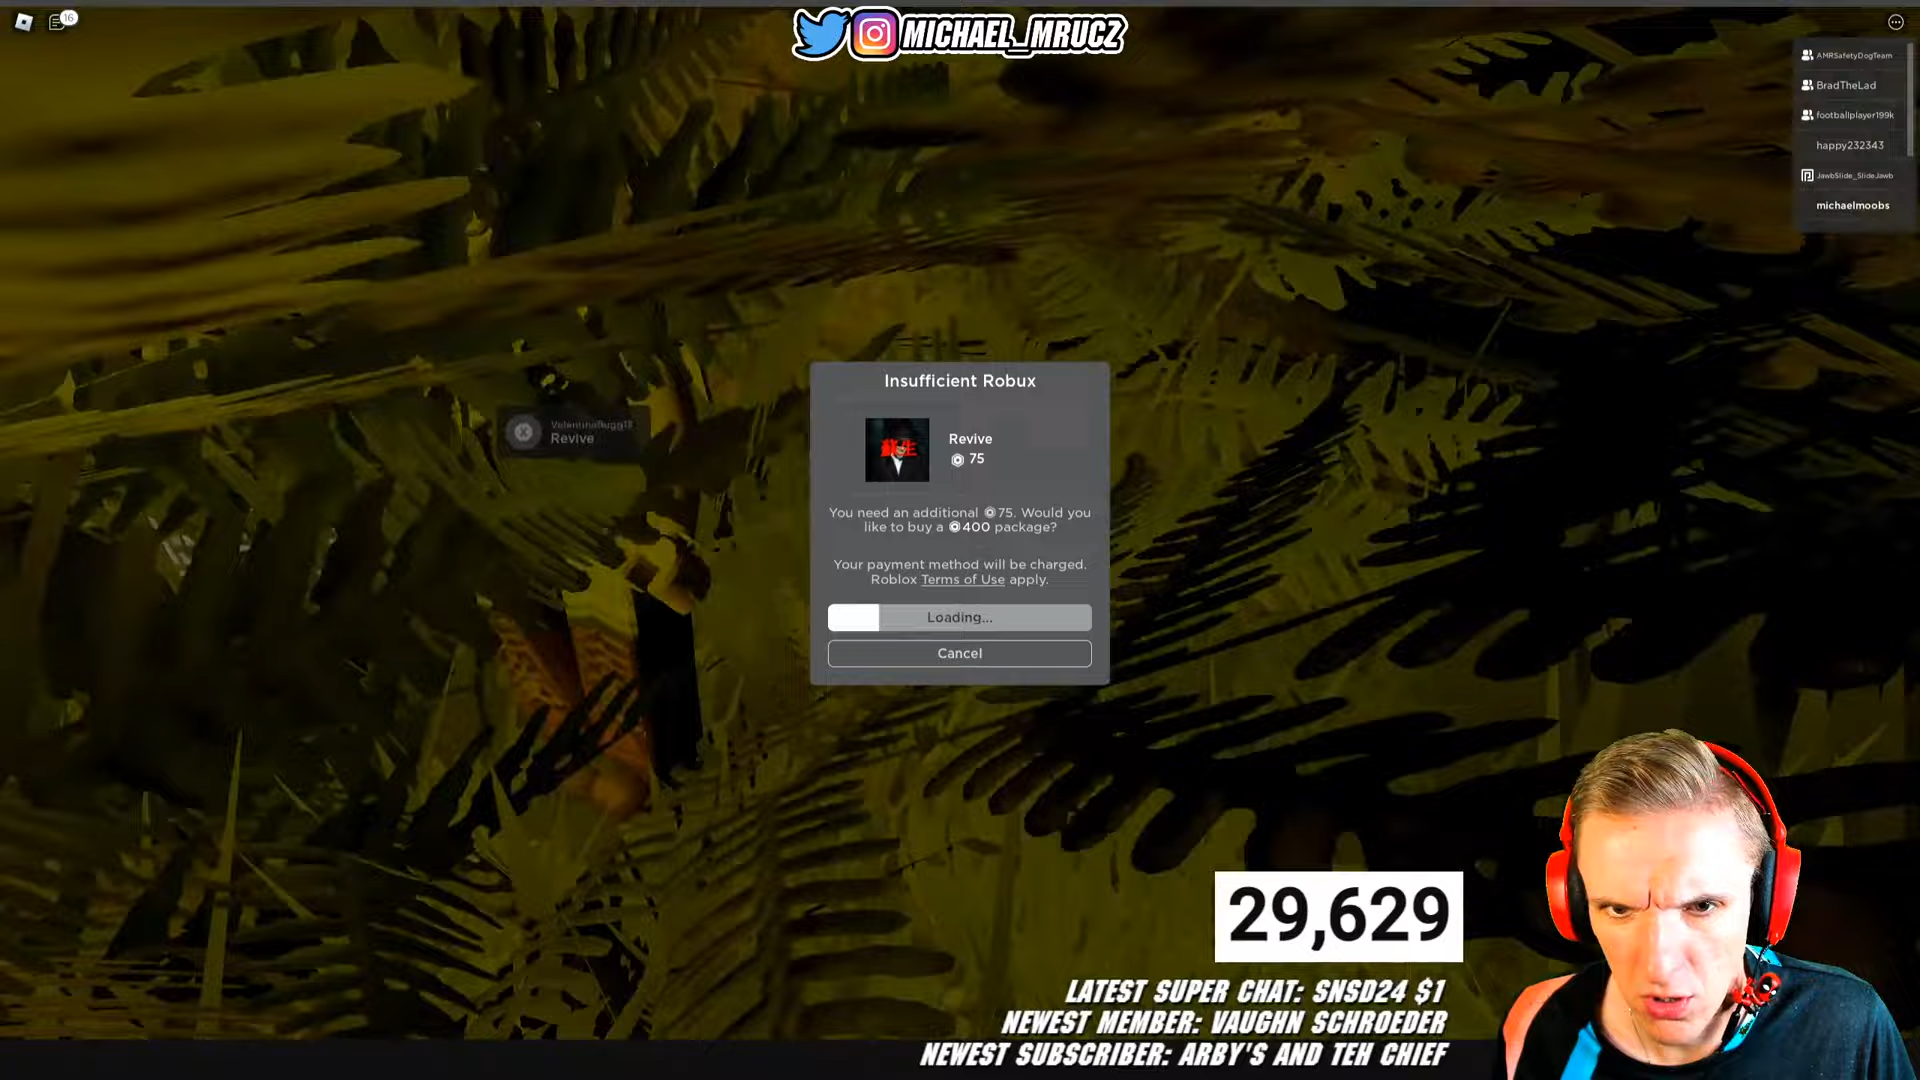 16
MICHAEL_MRUCZ
AMRSafetyDogTeam
BradTheLad
footballplayer199k
happy232343
JawbSlide_SlideJawb
michaelmoobs
Insufficient Robux
Revive
75
X
Revive
You need an additional 75. Would you
like to buy a 400 package?
Your payment method will be charged.
Roblox Terms of Use apply.
Loading...
Cancel
29,629
LATEST SUPER CHAT: SNSD24 $1
NEWEST MEMBER: VAUGHN SCHROEDER
NEWEST SUBSCRIBER: ARBY'S AND TEH CHIEF